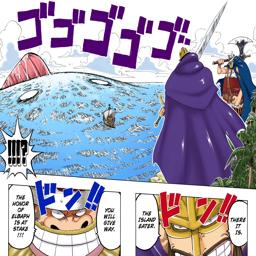 ゴゴゴゴゴ
!!!?
ドン!!
THERE IT IS.
THE ISLAND EATER.
ドン!!
YOU WILL GIVE WAY.
THE HONOR OF ELBAPH IS AT STAKE !!!